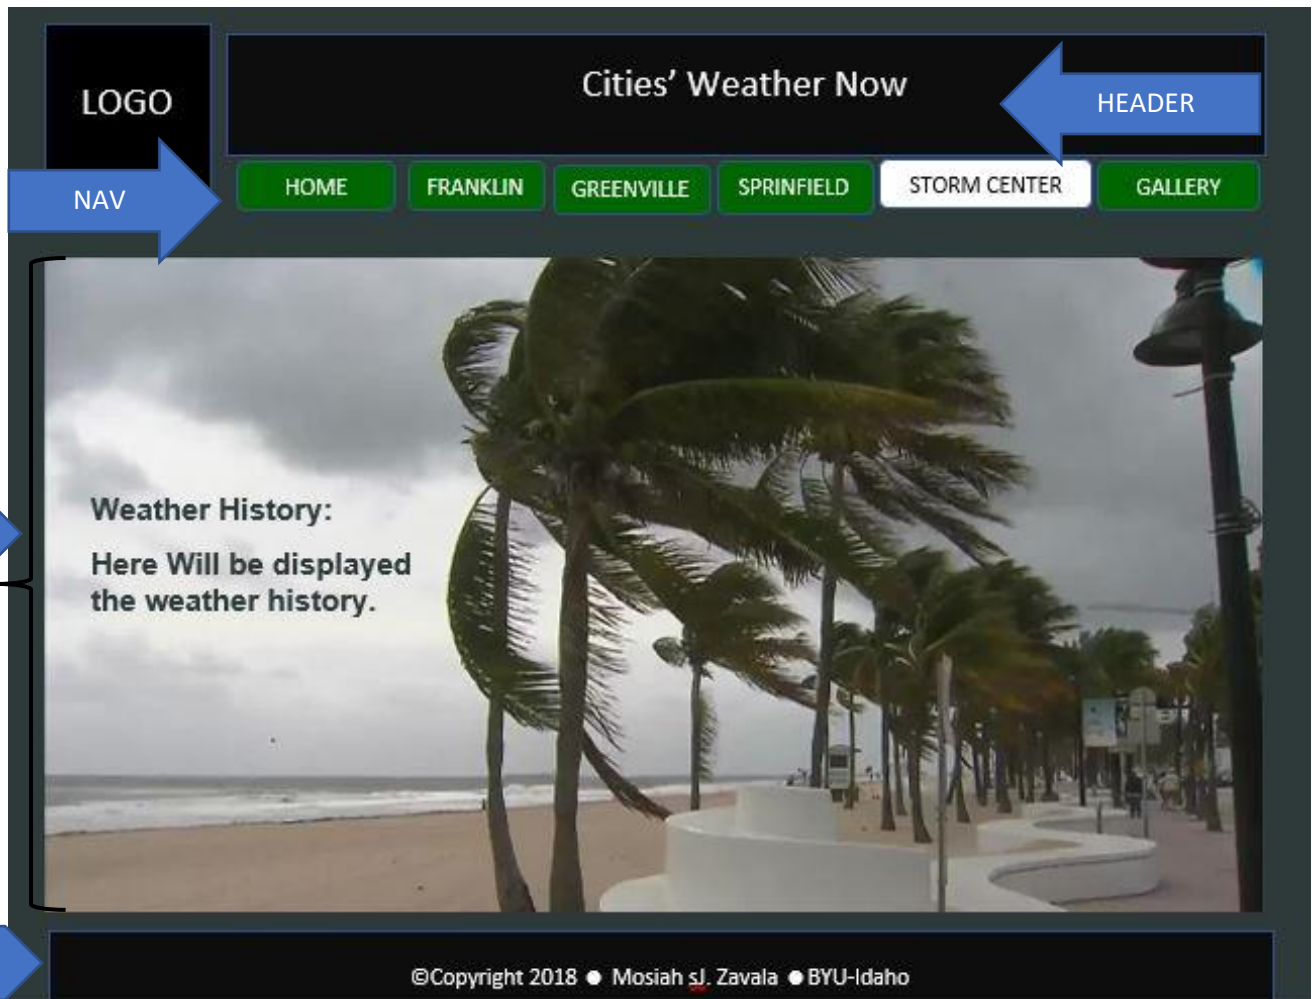 LOGO
Cities' Weather Now
HEADER
NAV
HOME
FRANKLIN
GREENVILLE
SPRINFIELD
STORM CENTER
GALLERY
Weather History:
Here Will be displayed
the weather history.
©Copyright 2018 ● Mosiah sJ. Zavala ● BYU-Idaho